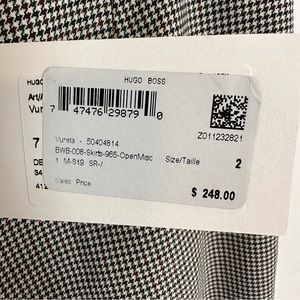 HUGO BOSS
HUGO
Art/
Vur
7 47476 29879 0
Z011232821
Vureta - 50404814
BWB-008-Skirts-965-OpenMisc Size/Taille 2
1 M-S19 SR-/
Sales Price
$ 248.00
7
DE
34
412